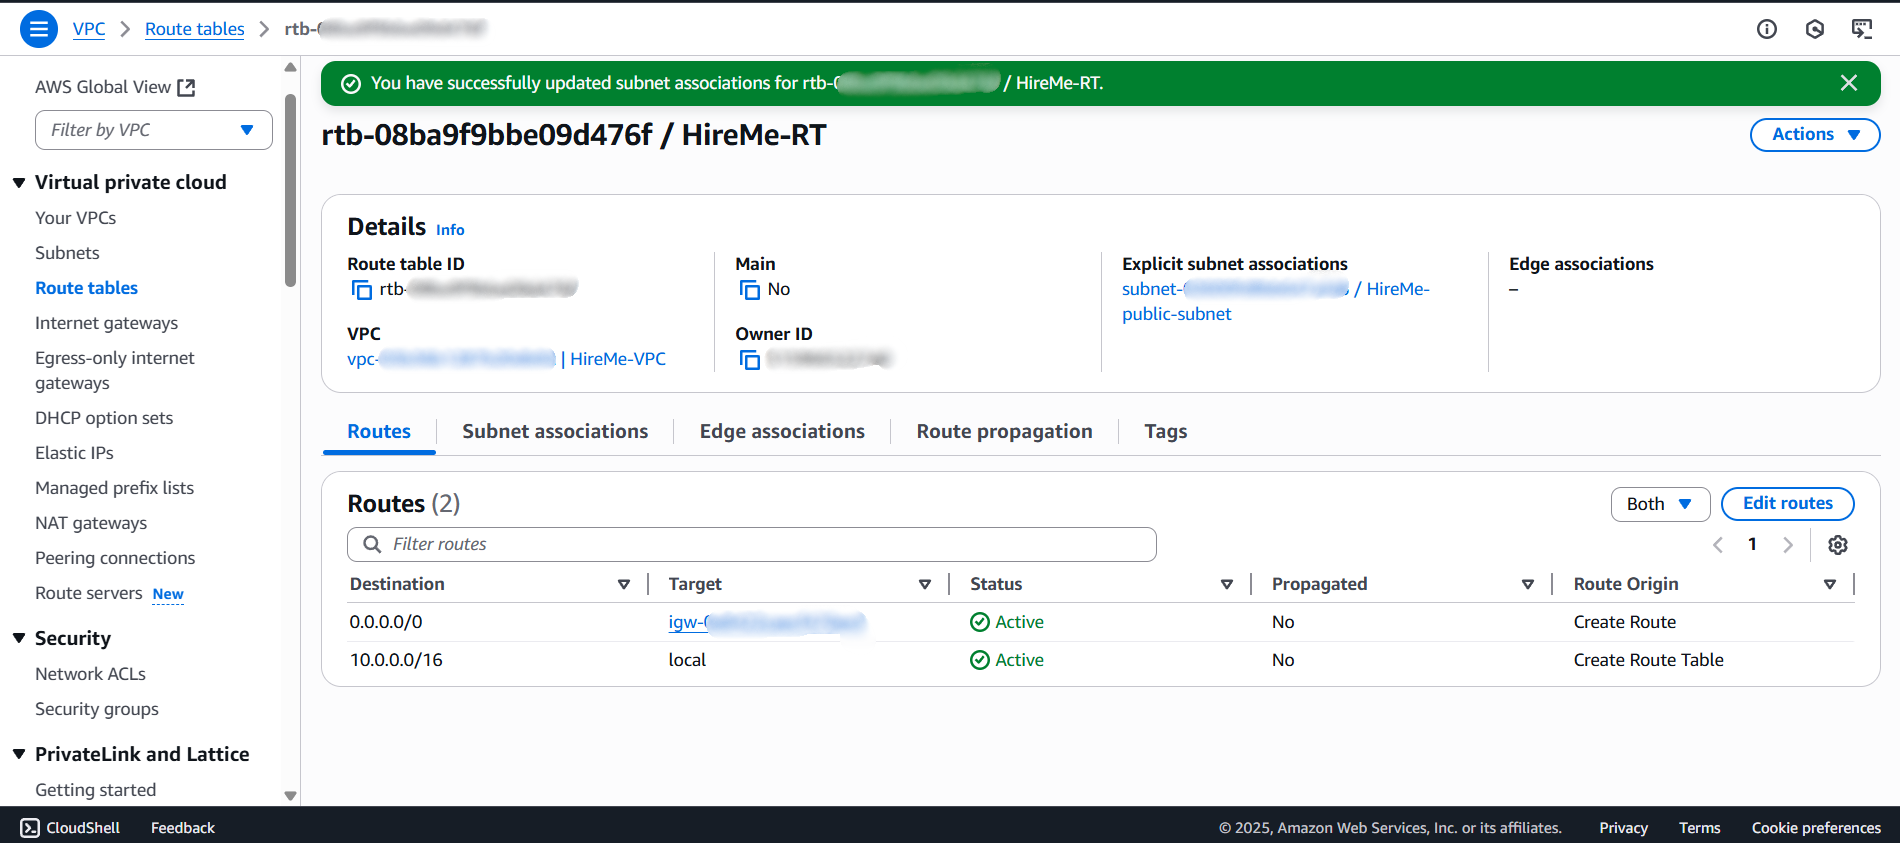 VPC > Route tables > rtb-
AWS Global View
Filter by VPC
Virtual private cloud
Your VPCs
Subnets
Route tables
Internet gateways
Egress-only internet
gateways
DHCP option sets
Elastic IPs
Managed prefix lists
NAT gateways
Peering connections
Route servers New
Security
Network ACLs
Security groups
PrivateLink and Lattice
Getting started
You have successfully updated subnet associations for rtb- / HireMe-RT.
rtb-08ba9f9bbe09d476f / HireMe-RT
Actions
Details Info
Route table ID
rtb-
VPC
vpc- | HireMe-VPC
Main
No
Owner ID
Explicit subnet associations
subnet- / HireMe-
public-subnet
Edge associations
–
Routes Subnet associations Edge associations Route propagation Tags
Routes (2)
Both Edit routes
Filter routes
1
Destination Target Status Propagated Route Origin
0.0.0.0/0 igw- Active No Create Route
10.0.0.0/16 local Active No Create Route Table
CloudShell Feedback © 2025, Amazon Web Services, Inc. or its affiliates. Privacy Terms Cookie preferences